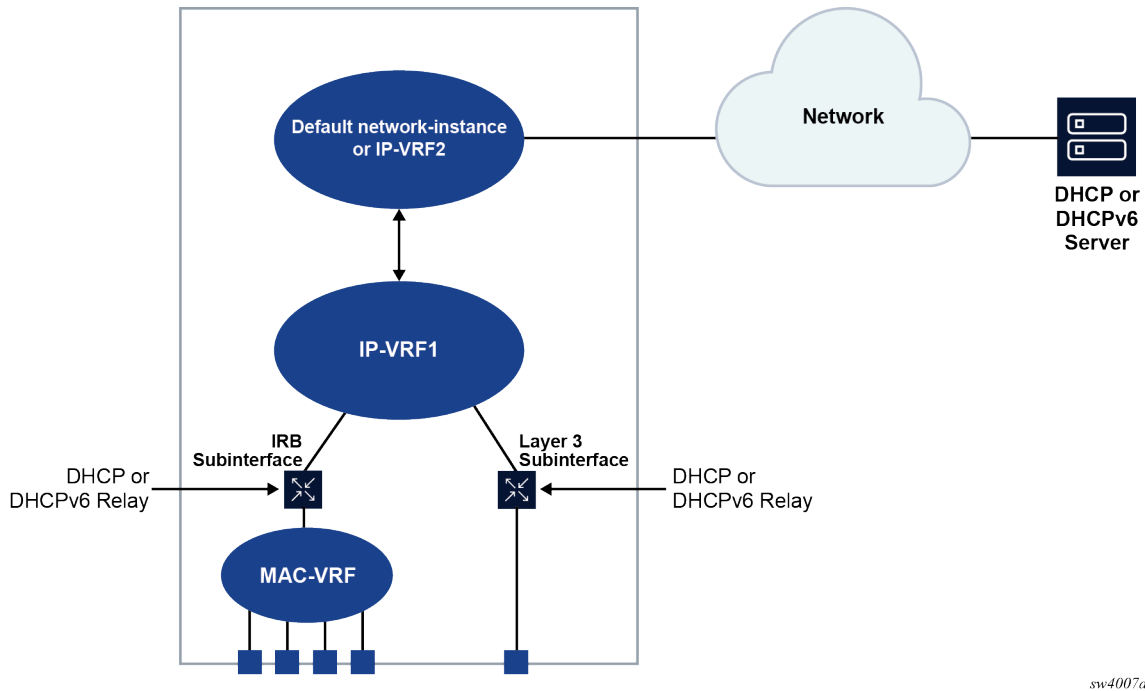 Default network-instance
or IP-VRF2
Network
DHCP or
DHCPv6
Server
IP-VRF1
IRB
Subinterface
Layer 3
Subinterface
DHCP or
DHCPv6 Relay
DHCP or
DHCPv6 Relay
MAC-VRF